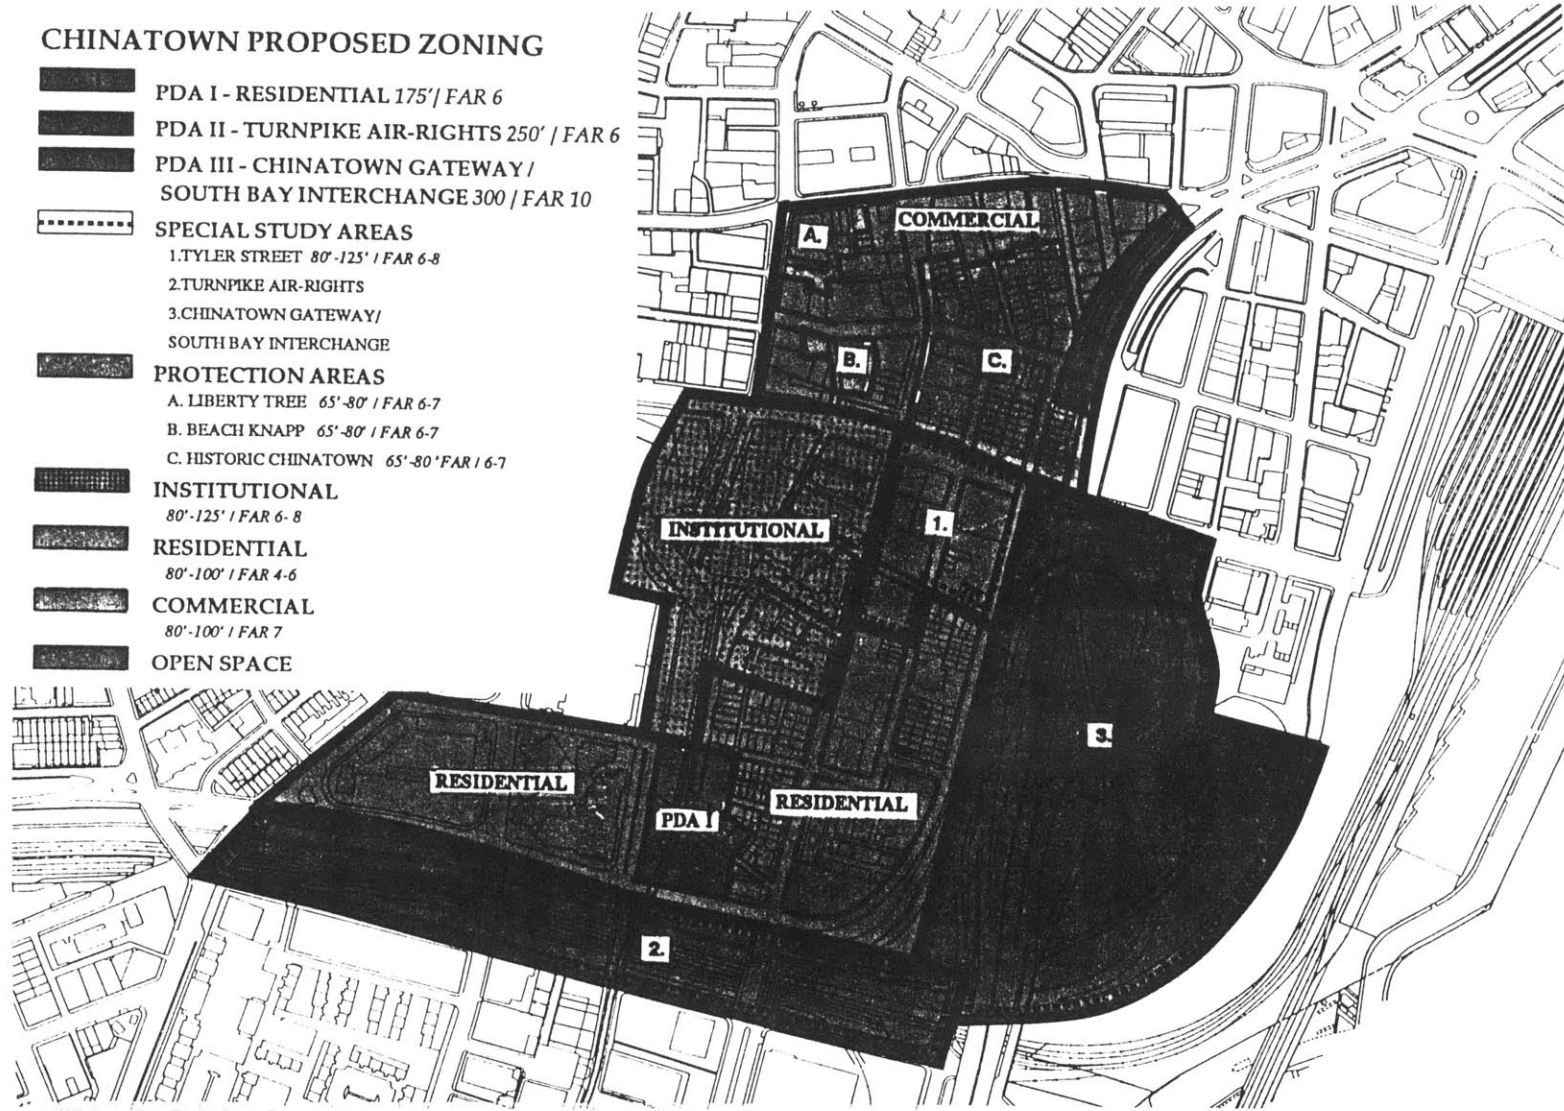 CHINATOWN PROPOSED ZONING
PDA I - RESIDENTIAL 175'/ FAR 6
PDA II - TURNPIKE AIR-RIGHTS 250' / FAR 6
PDA III - CHINATOWN GATEWAY /
SOUTH BAY INTERCHANGE 300 / FAR 10
SPECIAL STUDY AREAS
1.TYLER STREET 80'-125' / FAR 6-8
2.TURNPIKE AIR-RIGHTS
3.CHINATOWN GATEWAY/
SOUTH BAY INTERCHANGE
PROTECTION AREAS
A. LIBERTY TREE 65'-80' / FAR 6-7
B. BEACH KNAPP 65'-80' / FAR 6-7
C. HISTORIC CHINATOWN 65'-80 'FAR / 6-7
INSTITUTIONAL
80'-125' / FAR 6- 8
RESIDENTIAL
80'-100' / FAR 4-6
COMMERCIAL
80'-100' / FAR 7
OPEN SPACE
COMMERCIAL
A.
B.
C.
INSTITUTIONAL
1.
3.
RESIDENTIAL
RESIDENTIAL
PDA I
2.